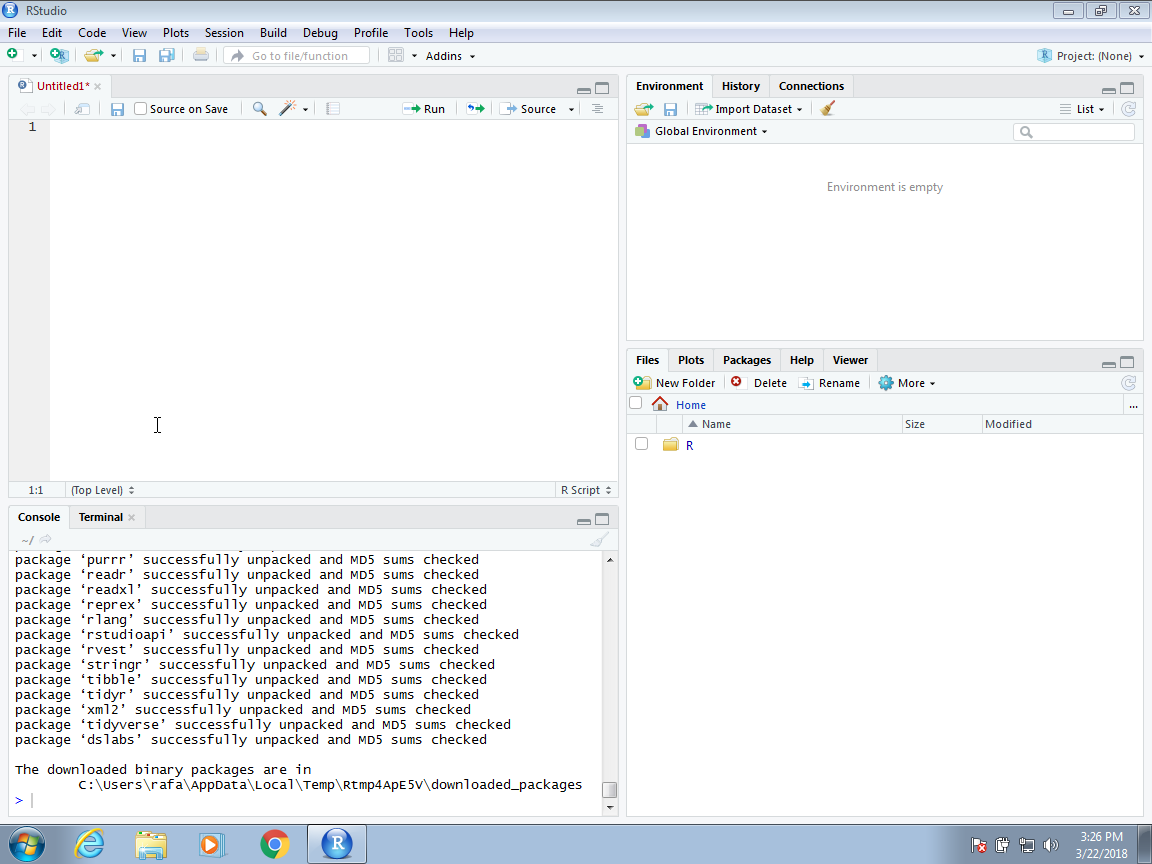 RStudio
File Edit Code View Plots Session Build Debug Profile Tools Help
Go to file/function Addins Project: (None)
Untitled1*
Source on Save Run Source
1
1:1 (Top Level) R Script
Console Terminal
~/
package ‘purrr’ successfully unpacked and MD5 sums checked
package ‘readr’ successfully unpacked and MD5 sums checked
package ‘readxl’ successfully unpacked and MD5 sums checked
package ‘reprex’ successfully unpacked and MD5 sums checked
package ‘rlang’ successfully unpacked and MD5 sums checked
package ‘rstudioapi’ successfully unpacked and MD5 sums checked
package ‘rvest’ successfully unpacked and MD5 sums checked
package ‘stringr’ successfully unpacked and MD5 sums checked
package ‘tibble’ successfully unpacked and MD5 sums checked
package ‘tidyr’ successfully unpacked and MD5 sums checked
package ‘xml2’ successfully unpacked and MD5 sums checked
package ‘tidyverse’ successfully unpacked and MD5 sums checked
package ‘dslabs’ successfully unpacked and MD5 sums checked
The downloaded binary packages are in
C:\Users\rafa\AppData\Local\Temp\Rtmp4ApE5V\downloaded_packages
>
Environment History Connections
Import Dataset List
Global Environment
Environment is empty
Files Plots Packages Help Viewer
New Folder Delete Rename More
Home ...
Name Size Modified
R
3:26 PM
3/22/2018